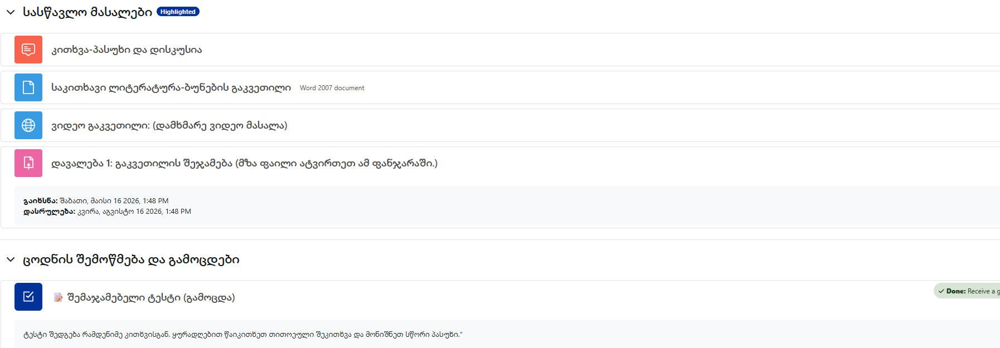 სასწავლო მასალები Highlighted
კითხვა-პასუხი და დისკუსია
საკითხავი ლიტერატურა-ბუნების გაკვეთილი Word 2007 document
ვიდეო გაკვეთილი: (დამხმარე ვიდეო მასალა)
დავალება 1: გაკვეთილის შეჯამება (მზა ფაილი ატვირთეთ ამ ფანჯარაში.)
გაიხსნა: შაბათი, მაისი 16 2026, 1:48 PM
დასრულება: კვირა, აგვისტო 16 2026, 1:48 PM
ცოდნის შემოწმება და გამოცდები
შემაჯამებელი ტესტი (გამოცდა)
Done: Receive a g
ტესტი შედგება რამდენიმე კითხვისგან. ყურადღებით წაიკითხეთ თითოეული შეკითხვა და მონიშნეთ სწორი პასუხი.“